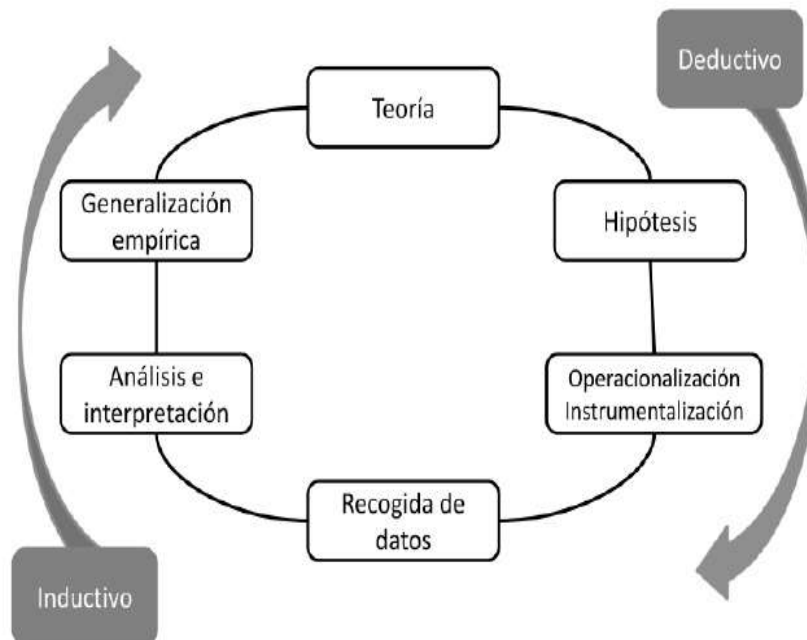 Deductivo
Teoría
Generalización
empírica
Hipótesis
Análisis e
interpretación
Operacionalización
Instrumentalización
Recogida de
datos
Inductivo